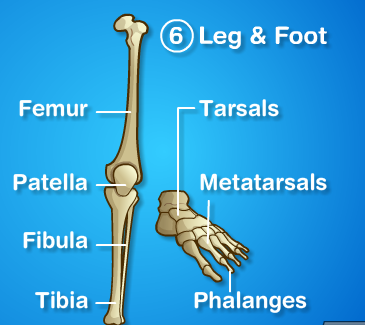 6 Leg & Foot
Femur
Tarsals
Patella
Metatarsals
Fibula
Tibia
Phalanges